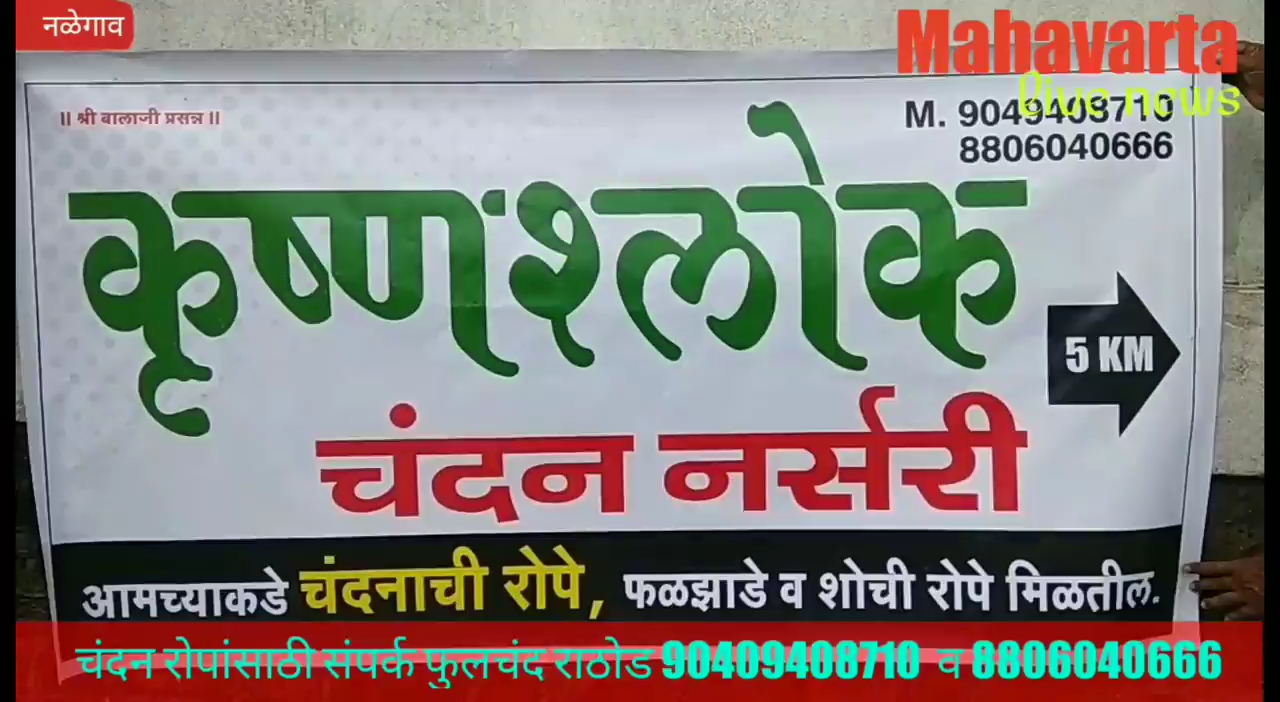 नळेगाव
Mahavarta
live news
॥ श्री बालाजी प्रसन्न ॥
M. 9049408710
8806040666
कृष्णश्लोक
5 KM
चंदन नर्सरी
आमच्याकडे चंदनाची रोपे, फळझाडे व शोची रोपे मिळतील.
चंदन रोपांसाठी संपर्क फुलचंद राठोड 90409408710 व 8806040666